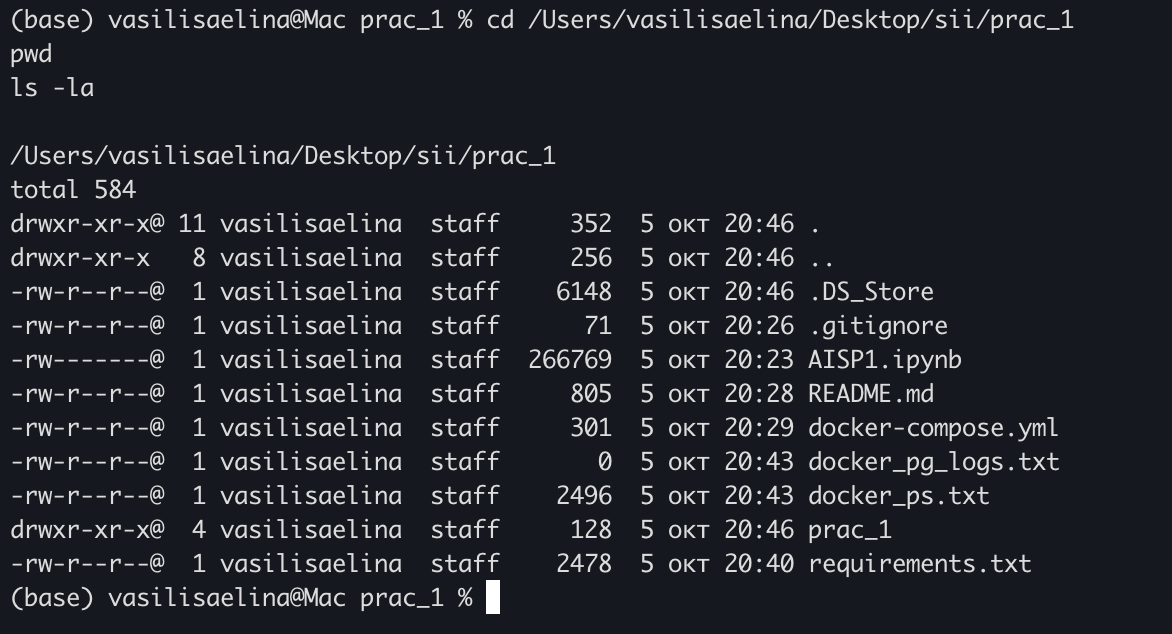 (base) vasilisaelina@Mac prac_1 % cd /Users/vasilisaelina/Desktop/sii/prac_1
pwd
ls -la

/Users/vasilisaelina/Desktop/sii/prac_1
total 584
drwxr-xr-x@ 11 vasilisaelina  staff     352  5 окт 20:46 .
drwxr-xr-x   8 vasilisaelina  staff     256  5 окт 20:46 ..
-rw-r--r--@  1 vasilisaelina  staff    6148  5 окт 20:46 .DS_Store
-rw-r--r--@  1 vasilisaelina  staff      71  5 окт 20:26 .gitignore
-rw-------@  1 vasilisaelina  staff  266769  5 окт 20:23 AISP1.ipynb
-rw-r--r--@  1 vasilisaelina  staff     805  5 окт 20:28 README.md
-rw-r--r--@  1 vasilisaelina  staff     301  5 окт 20:29 docker-compose.yml
-rw-r--r--@  1 vasilisaelina  staff       0  5 окт 20:43 docker_pg_logs.txt
-rw-r--r--@  1 vasilisaelina  staff    2496  5 окт 20:43 docker_ps.txt
drwxr-xr-x@  4 vasilisaelina  staff     128  5 окт 20:46 prac_1
-rw-r--r--@  1 vasilisaelina  staff    2478  5 окт 20:40 requirements.txt
(base) vasilisaelina@Mac prac_1 %